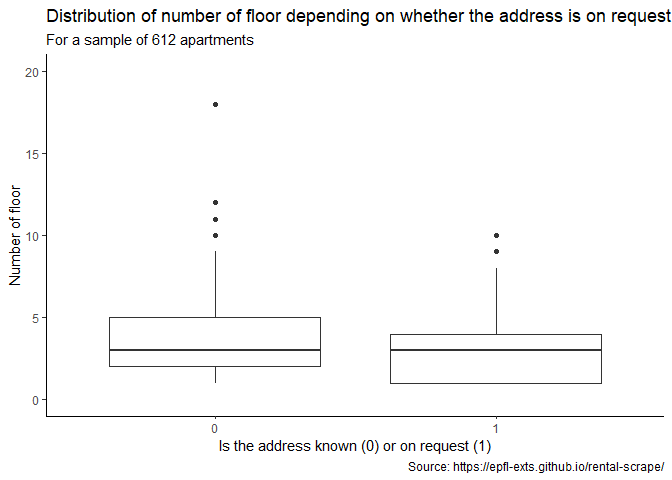 Distribution of number of floor depending on whether the address is on request
For a sample of 612 apartments
20
15
10
5
0
Number of floor
0 1
Is the address known (0) or on request (1)
Source: https://epfl-exts.github.io/rental-scrape/